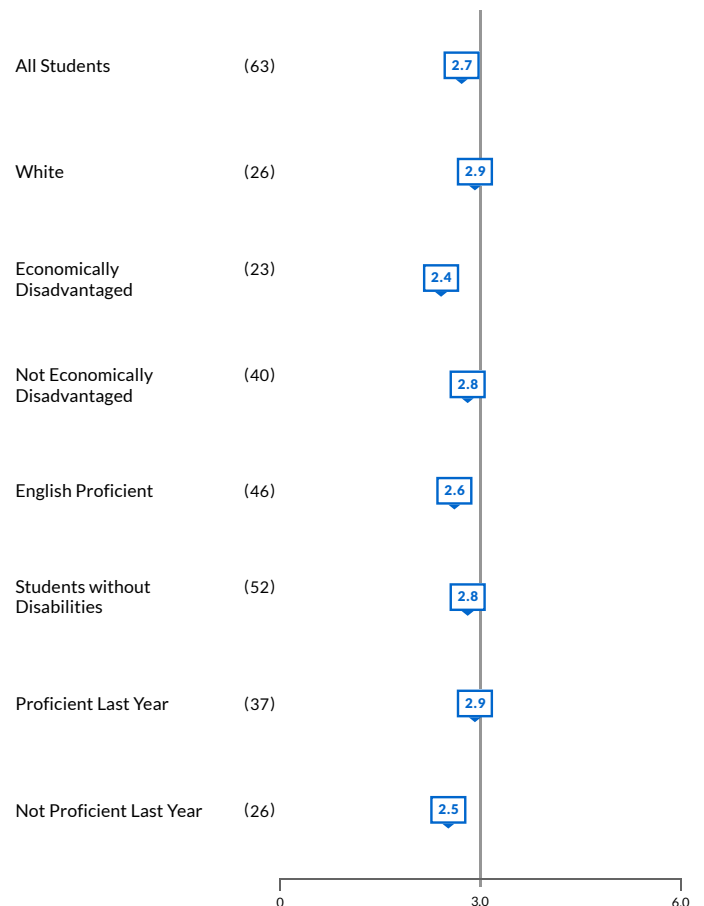 All Students (63) 2.7
White (26) 2.9
Economically (23) 2.4
Disadvantaged
Not Economically (40) 2.8
Disadvantaged
English Proficient (46) 2.6
Students without (52) 2.8
Disabilities
Proficient Last Year (37) 2.9
Not Proficient Last Year (26) 2.5
0 3.0 6.0